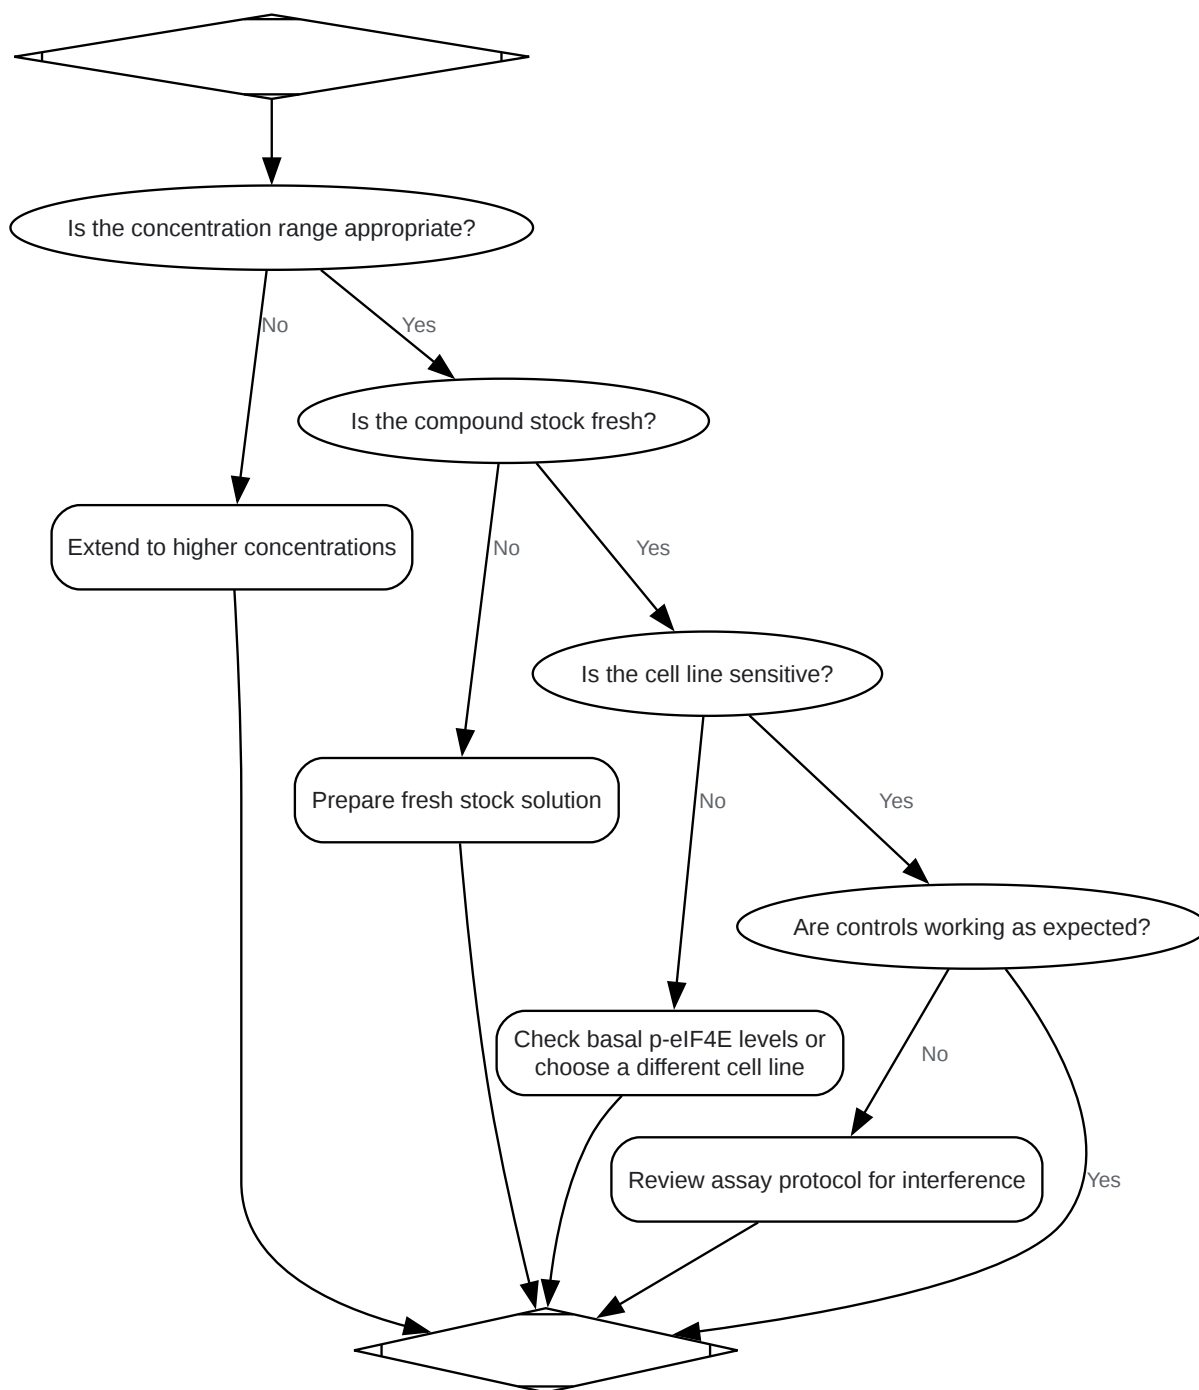 Is the concentration range appropriate?
No
Yes
Is the compound stock fresh?
Extend to higher concentrations
No
Yes
Is the cell line sensitive?
Prepare fresh stock solution
No
Yes
Are controls working as expected?
Check basal p-eIF4E levels or
choose a different cell line
No
Review assay protocol for interference
Yes